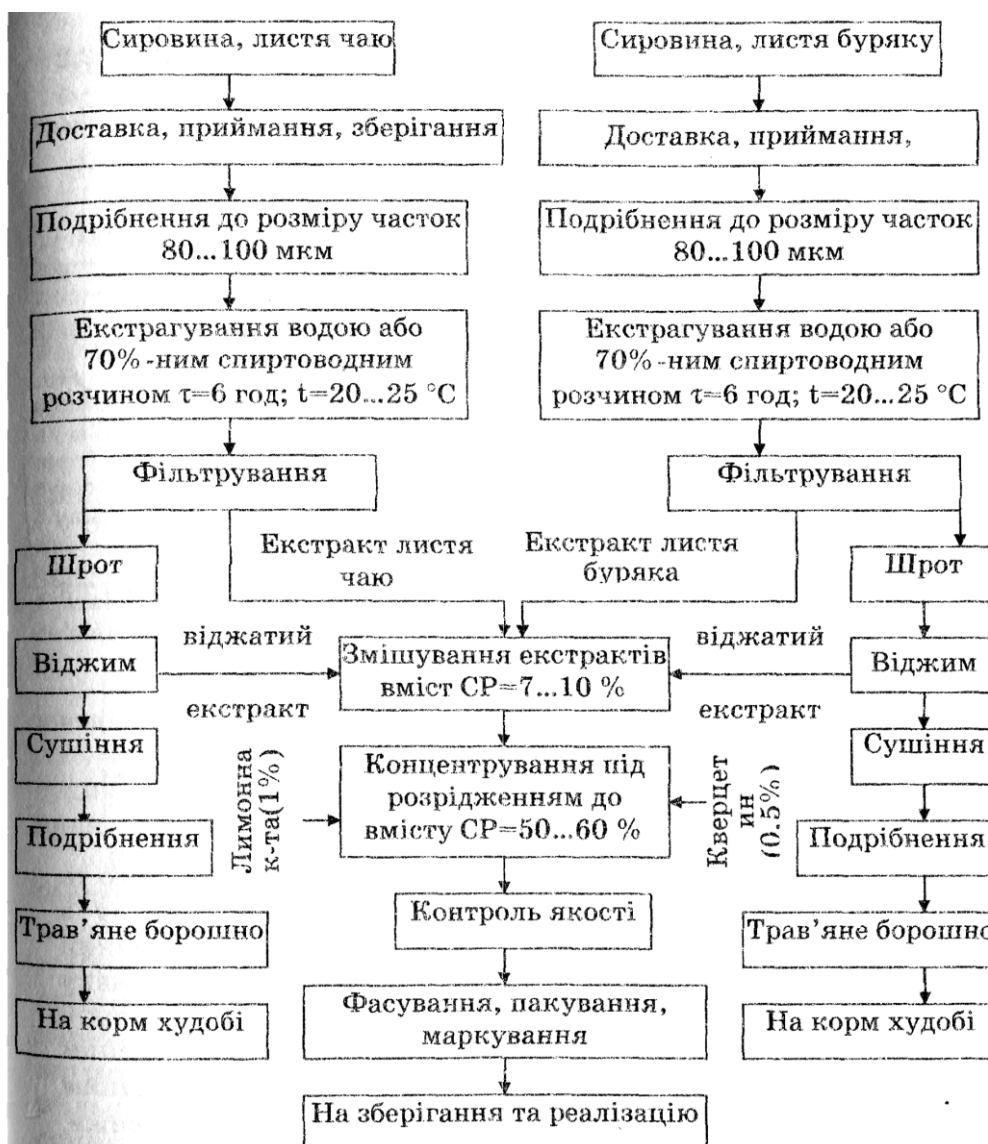 Сировина, листя чаю
Сировина, листя буряку
Доставка, приймання, зберігання
Доставка, приймання,
Подрібнення до розміру часток
80...100 мкм
Подрібнення до розміру часток
80...100 мкм
Екстрагування водою або
70%-ним спиртоводним
розчином τ=6 год; t=20...25 °С
Екстрагування водою або
70%-ним спиртоводним
розчином τ=6 год; t=20...25 °С
Фільтрування
Фільтрування
Шрот
Екстракт листя
чаю
Екстракт листя
буряка
Шрот
Віджим
віджатий
екстракт
Змішування екстрактів
вміст СР=7...10 %
віджатий
екстракт
Віджим
Сушіння
Лимонна
к-та(1%)
Концентрування під
розрідженням до
вмісту СР=50...60 %
Кверцет
ин
(0.5%)
Сушіння
Подрібнення
Подрібнення
Контроль якості
Трав’яне борошно
Трав’яне борошно
Фасування, пакування,
маркування
На корм худобі
На корм худобі
На зберігання та реалізацію